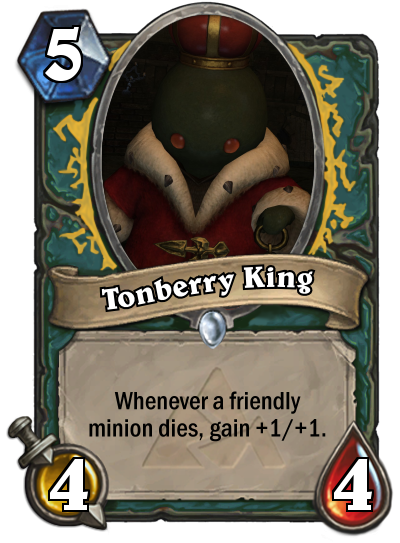 5
Tonberry King
Whenever a friendly
minion dies, gain +1/+1.
4
4